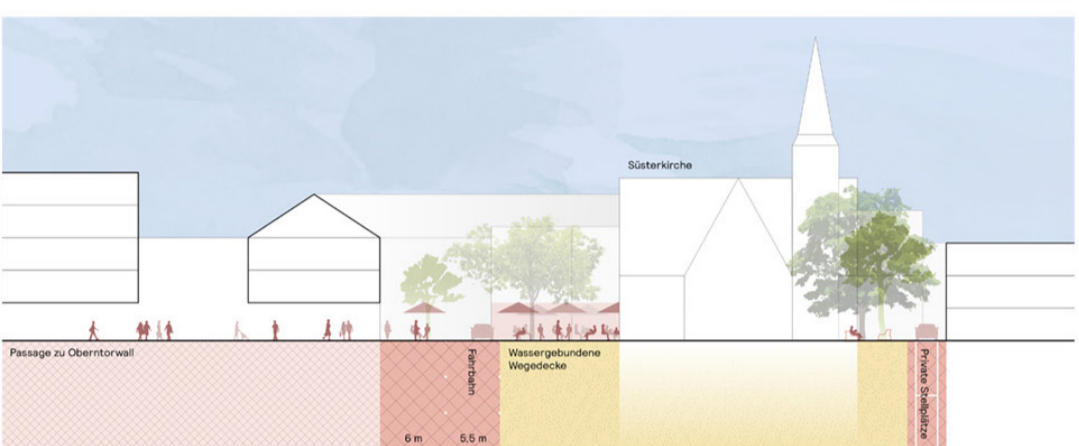 Süsterkirche
Passage zu Oberntorwall
Fahrbahn
Wassergebundene
Wegedecke
Private Stellplätze
6 m
5,5 m